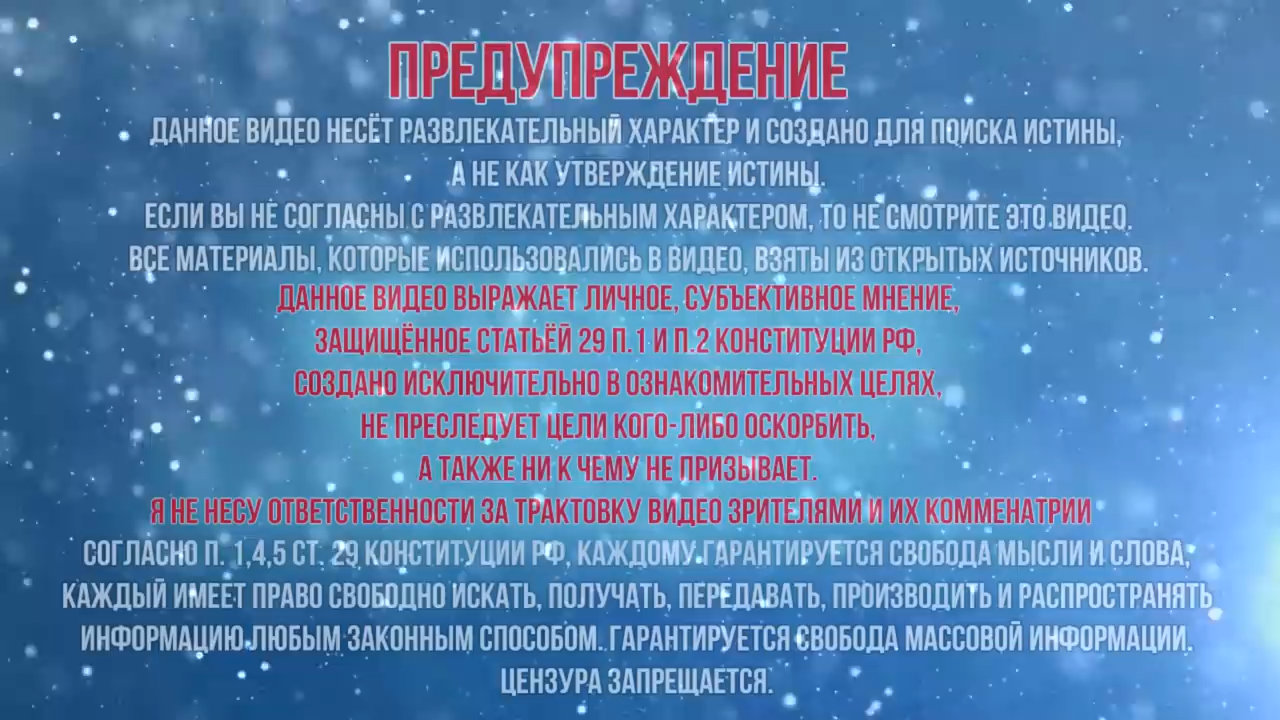 ПРЕДУПРЕЖДЕНИЕ
ДАННОЕ ВИДЕО НЕСЁТ РАЗВЛЕКАТЕЛЬНЫЙ ХАРАКТЕР И СОЗДАНО ДЛЯ ПОИСКА ИСТИНЫ,
А НЕ КАК УТВЕРЖДЕНИЕ ИСТИНЫ.
ЕСЛИ ВЫ НЕ СОГЛАСНЫ С РАЗВЛЕКАТЕЛЬНЫМ ХАРАКТЕРОМ, ТО НЕ СМОТРИТЕ ЭТО ВИДЕО.
ВСЕ МАТЕРИАЛЫ, КОТОРЫЕ ИСПОЛЬЗОВАЛИСЬ В ВИДЕО, ВЗЯТЫ ИЗ ОТКРЫТЫХ ИСТОЧНИКОВ.
ДАННОЕ ВИДЕО ВЫРАЖАЕТ ЛИЧНОЕ, СУБЪЕКТИВНОЕ МНЕНИЕ,
ЗАЩИЩЁННОЕ СТАТЬЁЙ 29 П.1 И П.2 КОНСТИТУЦИИ РФ,
СОЗДАНО ИСКЛЮЧИТЕЛЬНО В ОЗНАКОМИТЕЛЬНЫХ ЦЕЛЯХ,
НЕ ПРЕСЛЕДУЕТ ЦЕЛИ КОГО-ЛИБО ОСКОРБИТЬ,
А ТАКЖЕ НИ К ЧЕМУ НЕ ПРИЗЫВАЕТ.
Я НЕ НЕСУ ОТВЕТСТВЕННОСТИ ЗА ТРАКТОВКУ ВИДЕО ЗРИТЕЛЯМИ И ИХ КОММЕНАТРИИ
СОГЛАСНО П. 1,4,5 СТ. 29 КОНСТИТУЦИИ РФ, КАЖДОМУ ГАРАНТИРУЕТСЯ СВОБОДА МЫСЛИ И СЛОВА,
КАЖДЫЙ ИМЕЕТ ПРАВО СВОБОДНО ИСКАТЬ, ПОЛУЧАТЬ, ПЕРЕДАВАТЬ, ПРОИЗВОДИТЬ И РАСПРОСТРАНЯТЬ
ИНФОРМАЦИЮ ЛЮБЫМ ЗАКОННЫМ СПОСОБОМ. ГАРАНТИРУЕТСЯ СВОБОДА МАССОВОЙ ИНФОРМАЦИИ.
ЦЕНЗУРА ЗАПРЕЩАЕТСЯ.